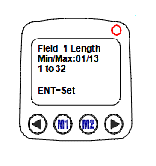 Field 1 Length
Min/Max:01/13
1 to 32
ENT=Set
M1 M2